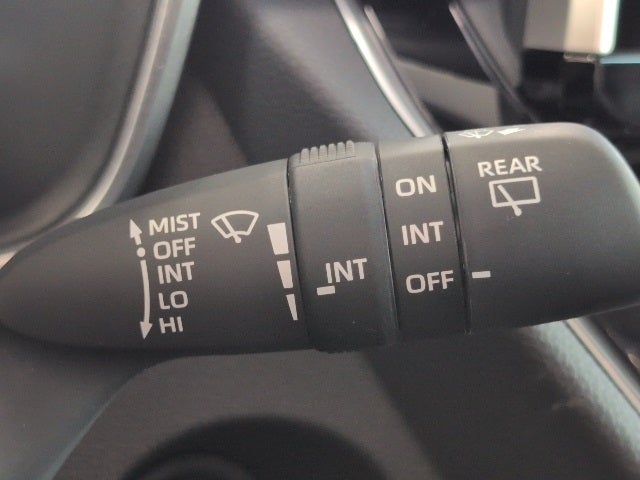 MIST
OFF
INT
LO
HI
INT
ON
INT
OFF
REAR